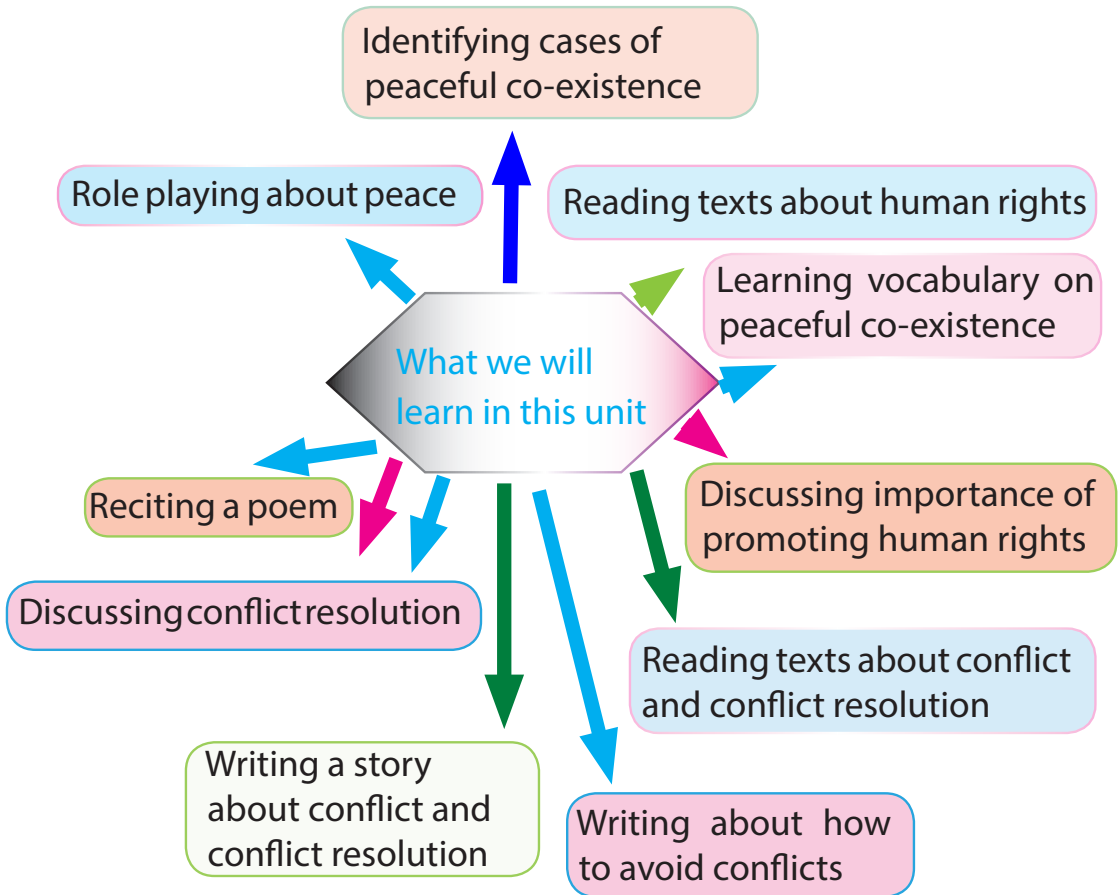 Identifying cases of
peaceful co-existence
Role playing about peace
Reading texts about human rights
Learning vocabulary on
peaceful co-existence
What we will
learn in this unit
Reciting a poem
Discussing importance of
promoting human rights
Discussing conflict resolution
Reading texts about conflict
and conflict resolution
Writing a story
about conflict and
conflict resolution
Writing about how
to avoid conflicts